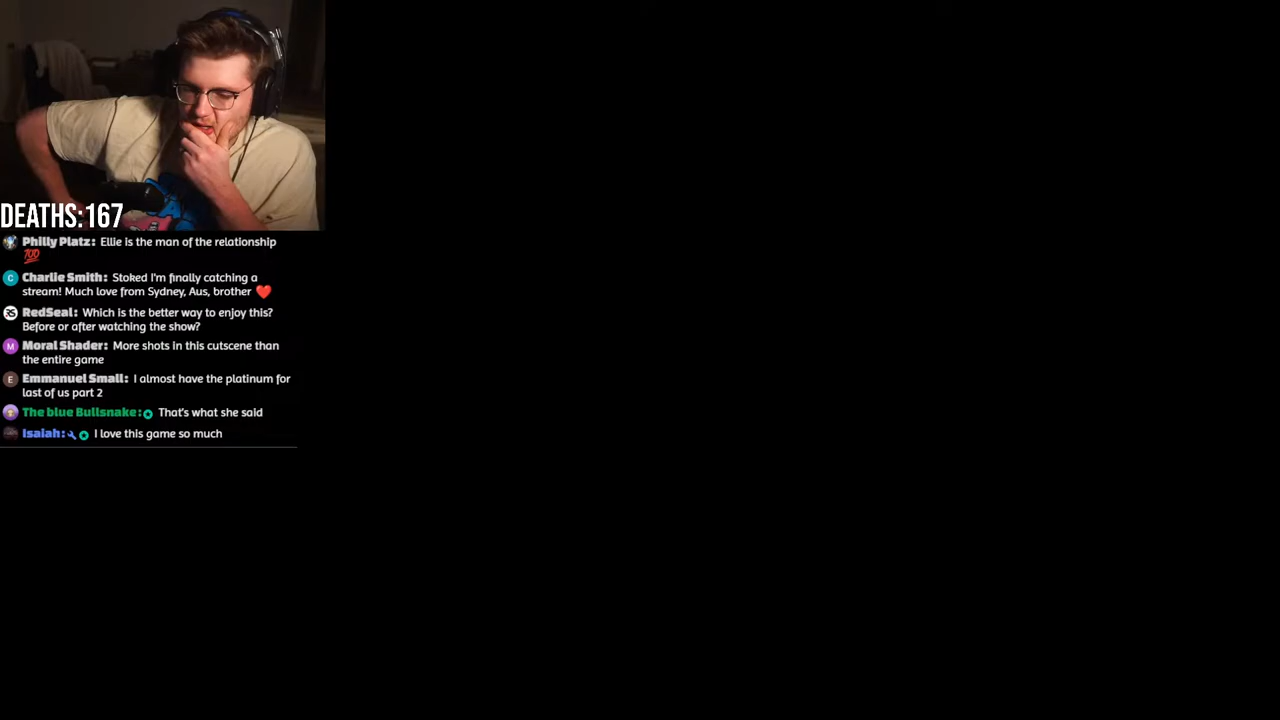 DEATHS:167
Philly Platz: Ellie is the man of the relationship
💯
Charlie Smith: Stoked I'm finally catching a
stream! Much love from Sydney, Aus, brother ❤️
RedSeal: Which is the better way to enjoy this?
Before or after watching the show?
Moral Shader: More shots in this cutscene than
the entire game
Emmanuel Small: I almost have the platinum for
last of us part 2
The blue Bullsnake: That's what she said
Isaiah: I love this game so much